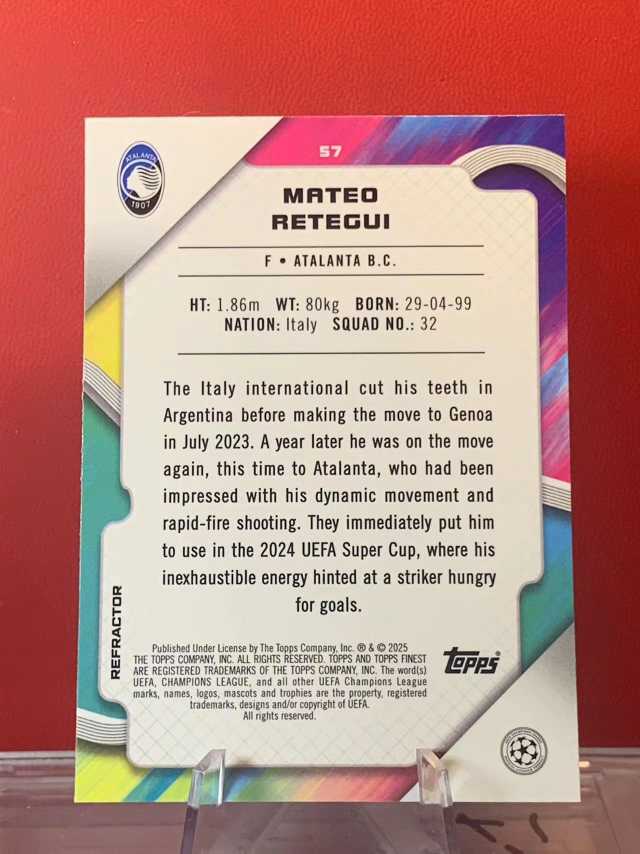 57
ATALANTA
1907
MATEO
RETEGUI
F • ATALANTA B.C.
HT: 1.86m WT: 80kg BORN: 29-04-99
NATION: Italy SQUAD NO.: 32
The Italy international cut his teeth in
Argentina before making the move to Genoa
in July 2023. A year later he was on the move
again, this time to Atalanta, who had been
impressed with his dynamic movement and
rapid-fire shooting. They immediately put him
to use in the 2024 UEFA Super Cup, where his
inexhaustible energy hinted at a striker hungry
for goals.
REFRACTOR
Published Under License by The Topps Company, Inc. ® & © 2025
THE TOPPS COMPANY, INC. ALL RIGHTS RESERVED. TOPPS AND TOPPS FINEST
ARE REGISTERED TRADEMARKS OF THE TOPPS COMPANY, INC. The word(s)
UEFA, CHAMPIONS LEAGUE, and all other UEFA Champions League
marks, names, logos, mascots and trophies are the property, registered
trademarks, designs and/or copyright of UEFA.
All rights reserved.
topps